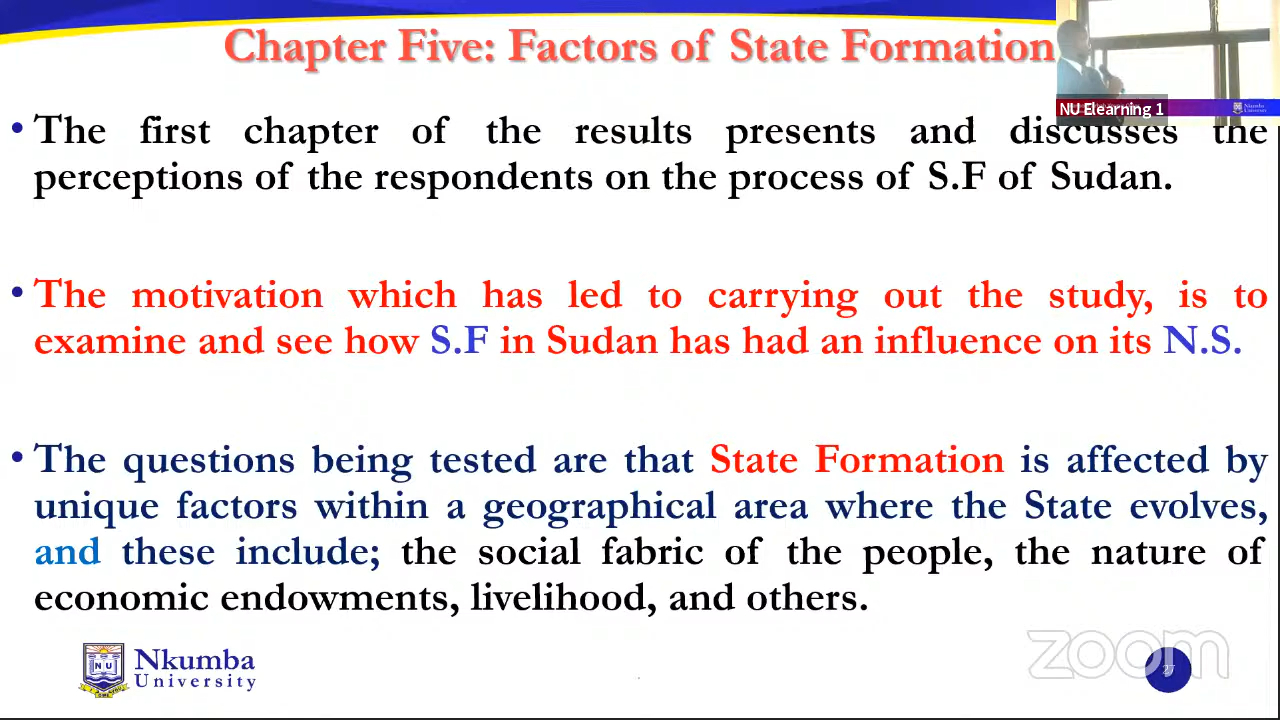 Chapter Five: Factors of State Formation
NU Elearning 1
Nkumba
University
• The first chapter of the results presents and discusses the
perceptions of the respondents on the process of S.F of Sudan.
• The motivation which has led to carrying out the study, is to
examine and see how S.F in Sudan has had an influence on its N.S.
• The questions being tested are that State Formation is affected by
unique factors within a geographical area where the State evolves,
and these include; the social fabric of the people, the nature of
economic endowments, livelihood, and others.
NU
Nkumba
University
zoom